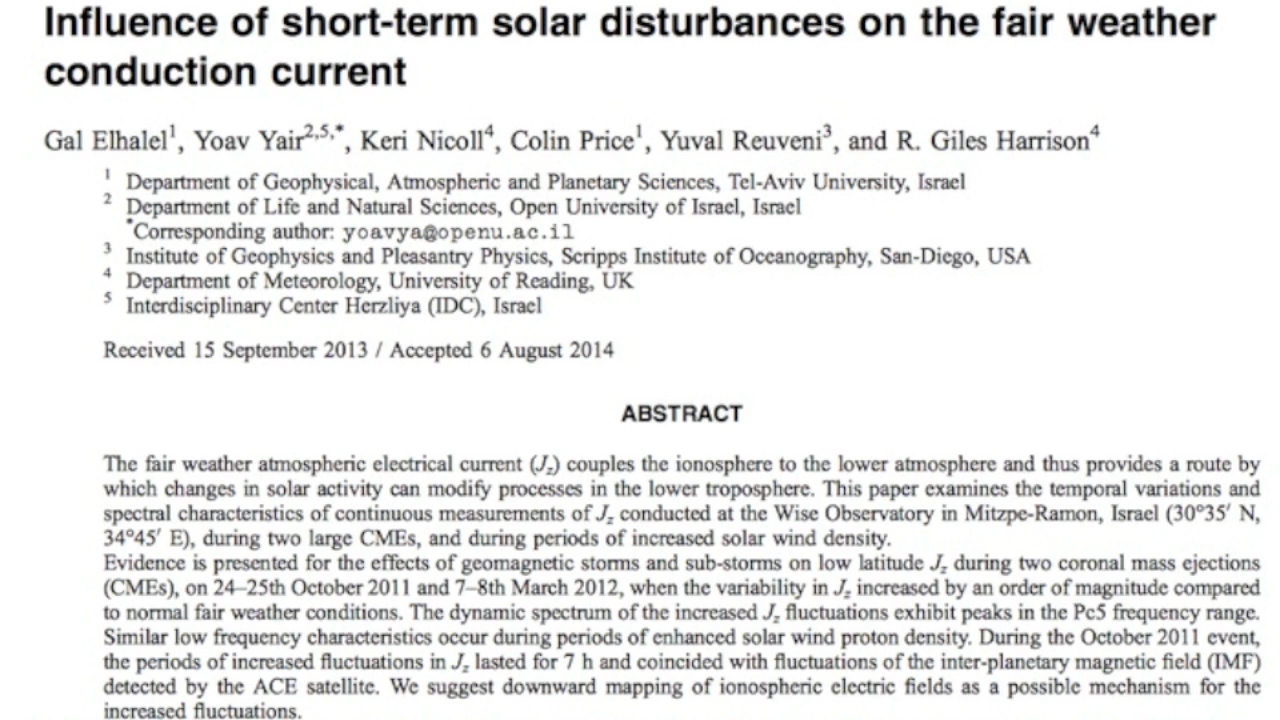 Influence of short-term solar disturbances on the fair weather
conduction current
Gal Elhalel1, Yoav Yair2,5,*, Keri Nicoll4, Colin Price1, Yuval Reuveni3, and R. Giles Harrison4
1 Department of Geophysical, Atmospheric and Planetary Sciences, Tel-Aviv University, Israel
2 Department of Life and Natural Sciences, Open University of Israel, Israel
*Corresponding author: yoavya@openu.ac.il
3 Institute of Geophysics and Pleasantry Physics, Scripps Institute of Oceanography, San-Diego, USA
4 Department of Meteorology, University of Reading, UK
5 Interdisciplinary Center Herzliya (IDC), Israel
Received 15 September 2013 / Accepted 6 August 2014
ABSTRACT
The fair weather atmospheric electrical current (Jz) couples the ionosphere to the lower atmosphere and thus provides a route by
which changes in solar activity can modify processes in the lower troposphere. This paper examines the temporal variations and
spectral characteristics of continuous measurements of Jz conducted at the Wise Observatory in Mitzpe-Ramon, Israel (30°35′ N,
34°45′ E), during two large CMEs, and during periods of increased solar wind density.
Evidence is presented for the effects of geomagnetic storms and sub-storms on low latitude Jz during two coronal mass ejections
(CMEs), on 24–25th October 2011 and 7–8th March 2012, when the variability in Jz increased by an order of magnitude compared
to normal fair weather conditions. The dynamic spectrum of the increased Jz fluctuations exhibit peaks in the Pc5 frequency range.
Similar low frequency characteristics occur during periods of enhanced solar wind proton density. During the October 2011 event,
the periods of increased fluctuations in Jz lasted for 7 h and coincided with fluctuations of the inter-planetary magnetic field (IMF)
detected by the ACE satellite. We suggest downward mapping of ionospheric electric fields as a possible mechanism for the
increased fluctuations.